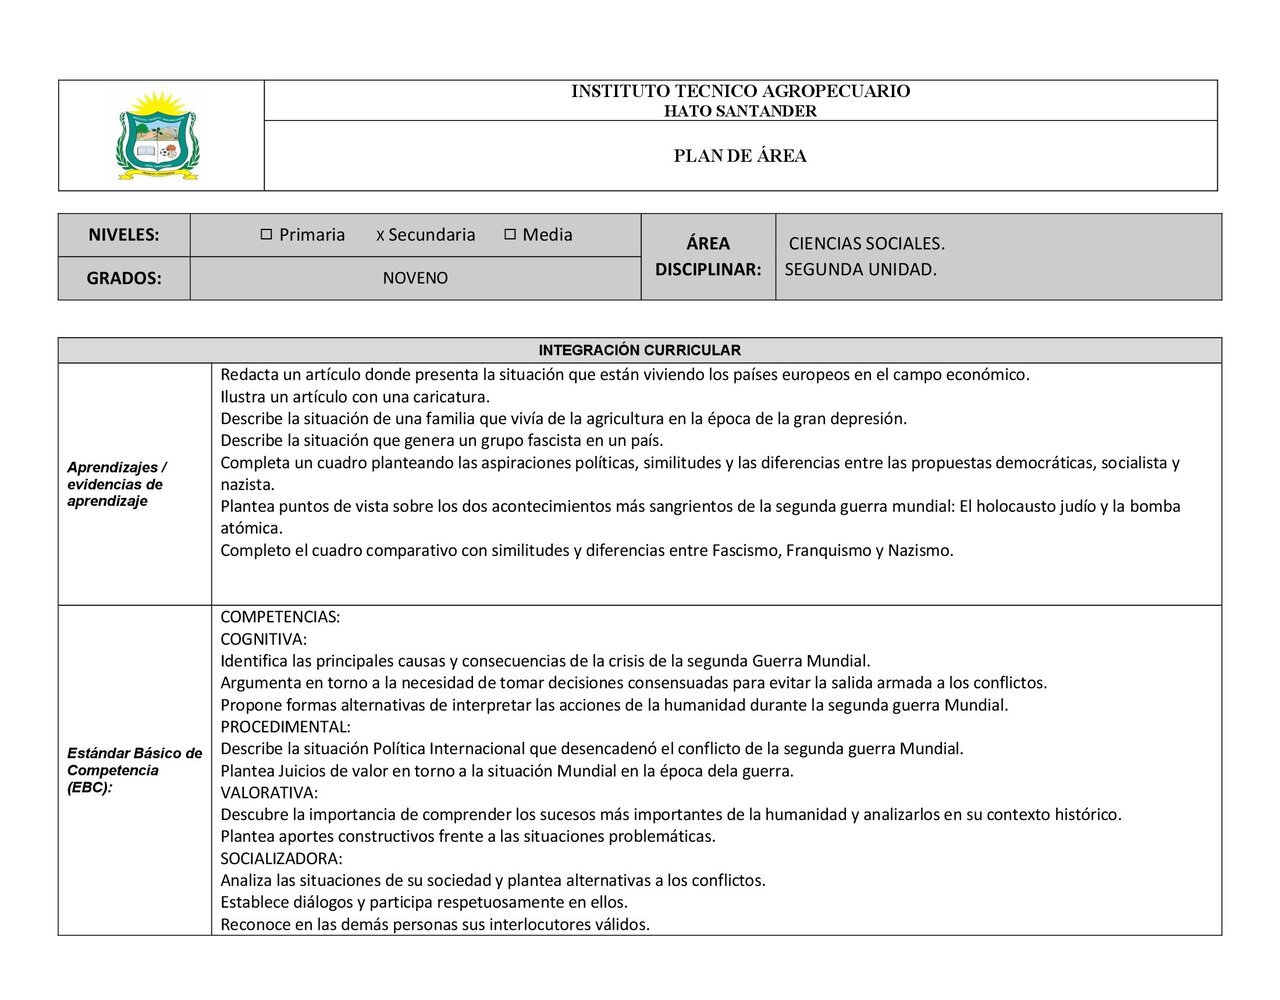 INSTITUTO TECNICO AGROPECUARIO
HATO SANTANDER
PLAN DE ÁREA
NIVELES:
☐ Primaria x Secundaria ☐ Media
GRADOS:
NOVENO
ÁREA
DISCIPLINAR:
CIENCIAS SOCIALES.
SEGUNDA UNIDAD.
INTEGRACIÓN CURRICULAR
Aprendizajes /
evidencias de
aprendizaje
Redacta un artículo donde presenta la situación que están viviendo los países europeos en el campo económico.
Ilustra un artículo con una caricatura.
Describe la situación de una familia que vivía de la agricultura en la época de la gran depresión.
Describe la situación que genera un grupo fascista en un país.
Completa un cuadro planteando las aspiraciones políticas, similitudes y las diferencias entre las propuestas democráticas, socialista y
nazista.
Plantea puntos de vista sobre los dos acontecimientos más sangrientos de la segunda guerra mundial: El holocausto judío y la bomba
atómica.
Completo el cuadro comparativo con similitudes y diferencias entre Fascismo, Franquismo y Nazismo.
Estándar Básico de
Competencia
(EBC):
COMPETENCIAS:
COGNITIVA:
Identifica las principales causas y consecuencias de la crisis de la segunda Guerra Mundial.
Argumenta en torno a la necesidad de tomar decisiones consensuadas para evitar la salida armada a los conflictos.
Propone formas alternativas de interpretar las acciones de la humanidad durante la segunda guerra Mundial.
PROCEDIMENTAL:
Describe la situación Política Internacional que desencadenó el conflicto de la segunda guerra Mundial.
Plantea Juicios de valor en torno a la situación Mundial en la época dela guerra.
VALORATIVA:
Descubre la importancia de comprender los sucesos más importantes de la humanidad y analizarlos en su contexto histórico.
Plantea aportes constructivos frente a las situaciones problemáticas.
SOCIALIZADORA:
Analiza las situaciones de su sociedad y plantea alternativas a los conflictos.
Establece diálogos y participa respetuosamente en ellos.
Reconoce en las demás personas sus interlocutores válidos.